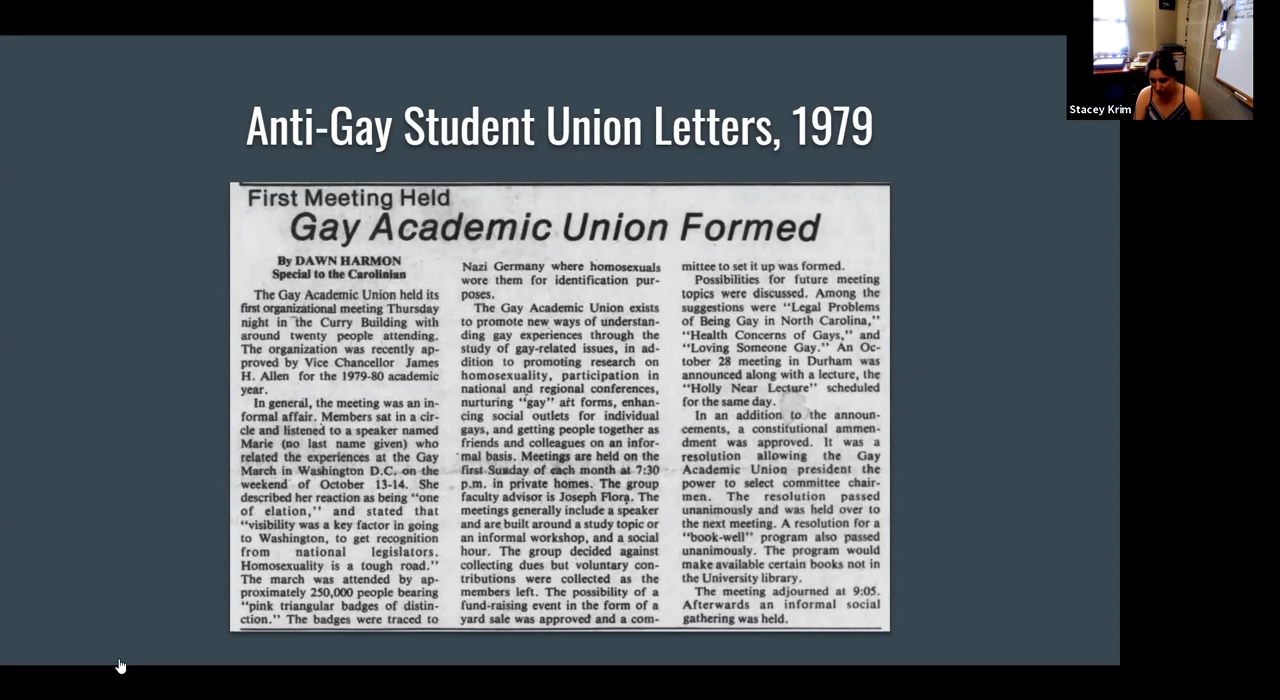 Anti-Gay Student Union Letters, 1979
Stacey Krim
First Meeting Held
Gay Academic Union Formed
By DAWN HARMON
Special to the Carolinian
The Gay Academic Union held its
first organizational meeting Thursday
night in the Curry Building with
around twenty people attending.
The organization was recently ap-
proved by Vice Chancellor James
H. Allen for the 1979-80 academic
year.
In general, the meeting was an in-
formal affair. Members sat in a cir-
cle and listened to a speaker named
Marie (no last name given) who
related the experiences at the Gay
March in Washington D.C. on the
weekend of October 13-14. She
described her reaction as being "one
of elation," and stated that
"visibility was a key factor in going
to Washington, to get recognition
from national legislators.
Homosexuality is a tough road."
The march was attended by ap-
proximately 250,000 people bearing
"pink triangular badges of distin-
ction." The badges were traced to
Nazi Germany where homosexuals
wore them for identification pur-
poses.
The Gay Academic Union exists
to promote new ways of understan-
ding gay experiences through the
study of gay-related issues, in ad-
dition to promoting research on
homosexuality, participation in
national and regional conferences,
nurturing "gay" art forms, enhan-
cing social outlets for individual
gays, and getting people together as
friends and colleagues on an infor-
mal basis. Meetings are held on the
first Sunday of each month at 7:30
p.m. in private homes. The group
faculty advisor is Joseph Flora. The
meetings generally include a speaker
and are built around a study topic or
an informal workshop, and a social
hour. The group decided against
collecting dues but voluntary con-
tributions were collected as the
members left. The possibility of a
fund-raising event in the form of a
yard sale was approved and a com-
mittee to set it up was formed.
Possibilities for future meeting
topics were discussed. Among the
suggestions were "Legal Problems
of Being Gay in North Carolina,"
"Health Concerns of Gays," and
"Loving Someone Gay." An Oc-
tober 28 meeting in Durham was
announced along with a lecture, the
"Holly Near Lecture" scheduled
for the same day.
In an addition to the announ-
cements, a constitutional ammen-
dment was approved. It was a
resolution allowing the Gay
Academic Union president the
power to select committee chair-
men. The resolution passed
unanimously and was held over to
the next meeting. A resolution for a
"book-well" program also passed
unanimously. The program would
make available certain books not in
the University library.
The meeting adjourned at 9:05.
Afterwards an informal social
gathering was held.